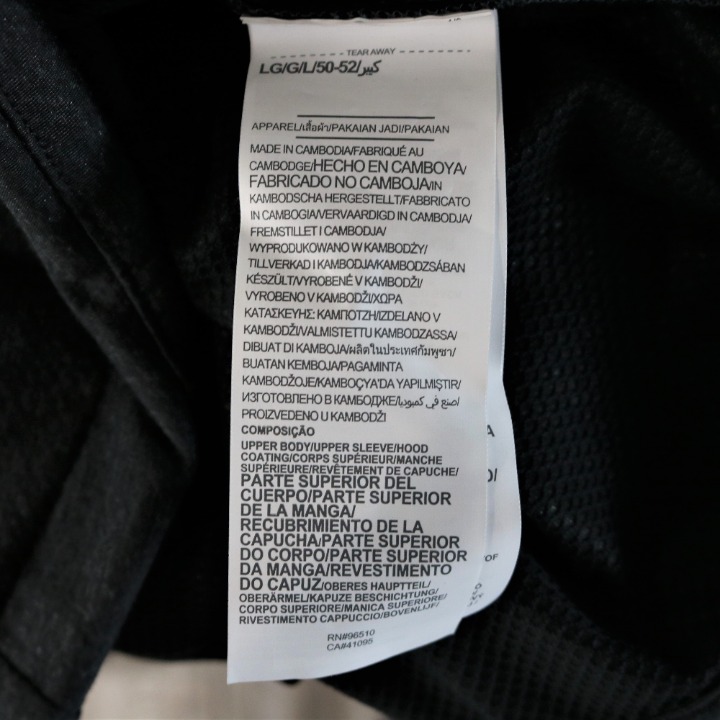 TEAR AWAY
LG/G/L/50-52/كبير
APPAREL/เสื้อผ้า/PAKAIAN JADI/PAKAIAN
MADE IN CAMBODIA/FABRIQUÉ AU
CAMBODGE/HECHO EN CAMBOYA/
FABRICADO NO CAMBOJA/IN
KAMBODSCHA HERGESTELLT/FABBRICATO
IN CAMBOGIA/VERVAARDIGD IN CAMBODJA/
FREMSTILLET I CAMBODJA/
WYPRODUKOWANO W KAMBODŻY/
TILLVERKAD I KAMBODJA/KAMBODZSÁBAN
KÉSZÜLT/VYROBENÉ V KAMBODŽI/
VYROBENO V KAMBODŽI/ΧΩΡΑ
ΚΑΤΑΣΚΕΥΗΣ: ΚΑΜΠΟΤΖΗ/IZDELANO V
KAMBODŽI/VALMISTETTU KAMBODZASSA/
DIBUAT DI KAMBOJA/ผลิตในประเทศกัมพูชา/
BUATAN KEMBOJA/PAGAMINTA
KAMBODŽOJE/KAMBOÇYA'DA YAPILMIŞTIR/
ИЗГОТОВЛЕНО В КАМБОДЖЕ/اصنع في كمبوديا
PROIZVEDENO U KAMBODŽI
COMPOSIÇÃO
UPPER BODY/UPPER SLEEVE/HOOD
COATING/CORPS SUPÉRIEUR/MANCHE
SUPÉRIEURE/REVÊTEMENT DE CAPUCHE/
PARTE SUPERIOR DEL
CUERPO/PARTE SUPERIOR
DE LA MANGA/
RECUBRIMIENTO DE LA
CAPUCHA/PARTE SUPERIOR
DO CORPO/PARTE SUPERIOR
DA MANGA/REVESTIMENTO
DO CAPUZ/OBERES HAUPTTEIL/
OBERÄRMEL/KAPUZE BESCHICHTUNG/
CORPO SUPERIORE/MANICA SUPERIORE/
RIVESTIMENTO CAPPUCCIO/BOVENLIJF/
RN#96510
CA#41095